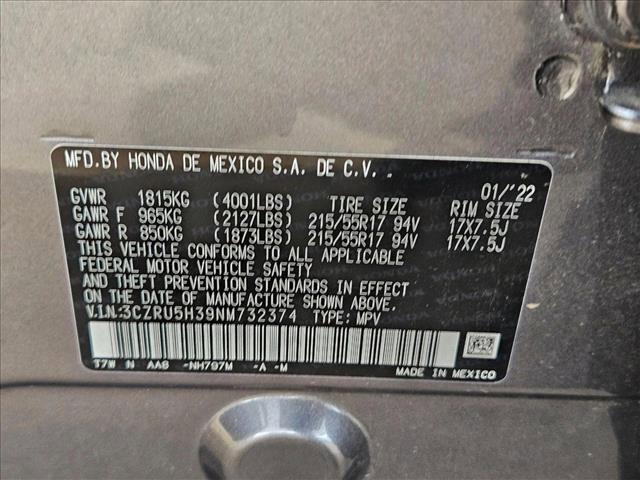 MFD.BY HONDA DE MEXICO S.A. DE C.V.
01/'22
GVWR 1815KG (4001LBS) TIRE SIZE RIM SIZE
GAWR F 965KG (2127LBS) 215/55R17 94V 17X7.5J
GAWR R 850KG (1873LBS) 215/55R17 94V 17X7.5J
THIS VEHICLE CONFORMS TO ALL APPLICABLE
FEDERAL MOTOR VEHICLE SAFETY
AND THEFT PREVENTION STANDARDS IN EFFECT
ON THE DATE OF MANUFACTURE SHOWN ABOVE.
V.I.N.:3CZRU5H39NM732374 TYPE: MPV
T7W N AAB -NH797M -A -M
MADE IN MEXICO